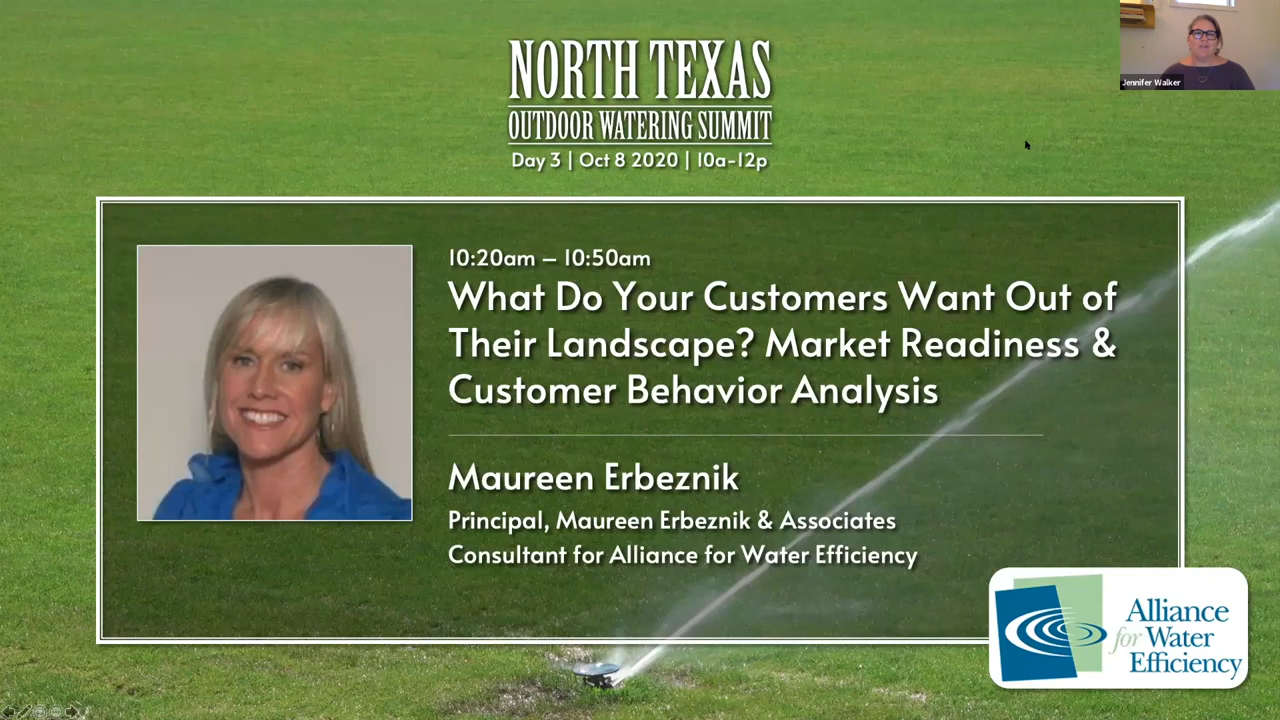 Jennifer Walker
NORTH TEXAS
OUTDOOR WATERING SUMMIT
Day 3 | Oct 8 2020 | 10a-12p
10:20am – 10:50am
What Do Your Customers Want Out of
Their Landscape? Market Readiness &
Customer Behavior Analysis
Maureen Erbeznik
Principal, Maureen Erbeznik & Associates
Consultant for Alliance for Water Efficiency
Alliance
for Water
Efficiency